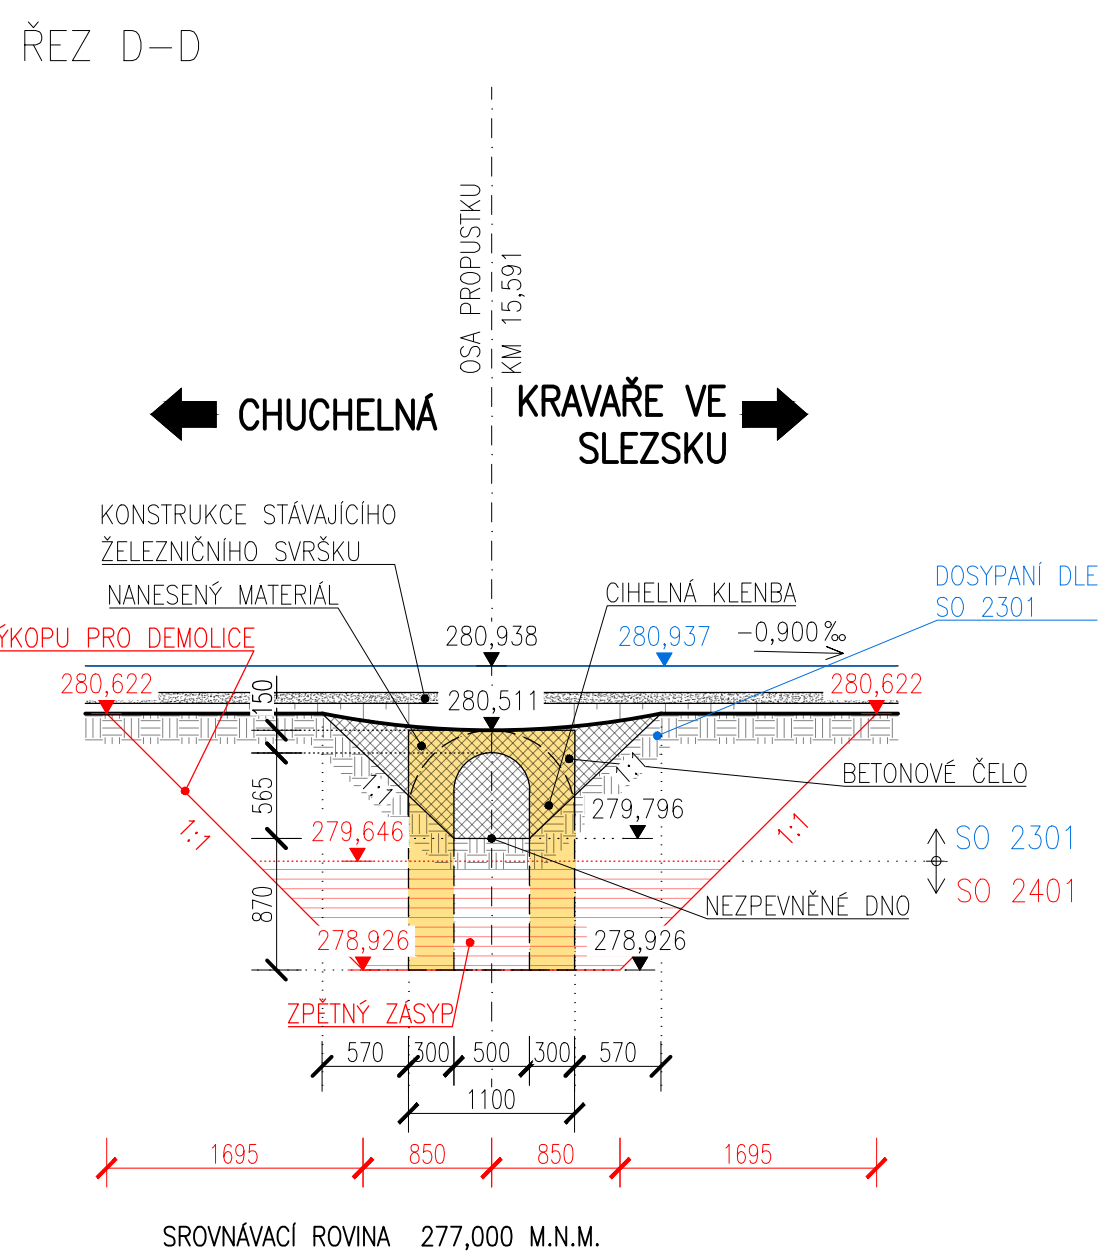 ŘEZ D-D
OSA PROPUSTKU
KM 15,591
CHUCHELNÁ
KRAVAŘE VE
SLEZSKU
KONSTRUKCE STÁVAJÍCÍHO
ŽELEZNIČNÍHO SVRŠKU
NANESENÝ MATERIÁL
CIHELNÁ KLENBA
DOSYPANÍ DLE
SO 2301
ÝKOPU PRO DEMOLICE
280,938
280,937
-0,900‰
280,622
280,511
280,622
150
565
870
1:1
1:1
1:1
1:1
BETONOVÉ ČELO
279,646
279,796
SO 2301
SO 2401
NEZPEVNĚNÉ DNO
278,926
278,926
ZPĚTNÝ ZÁSYP
570
300
500
300
570
1100
1695
850
850
1695
SROVNÁVACÍ ROVINA 277,000 M.N.M.